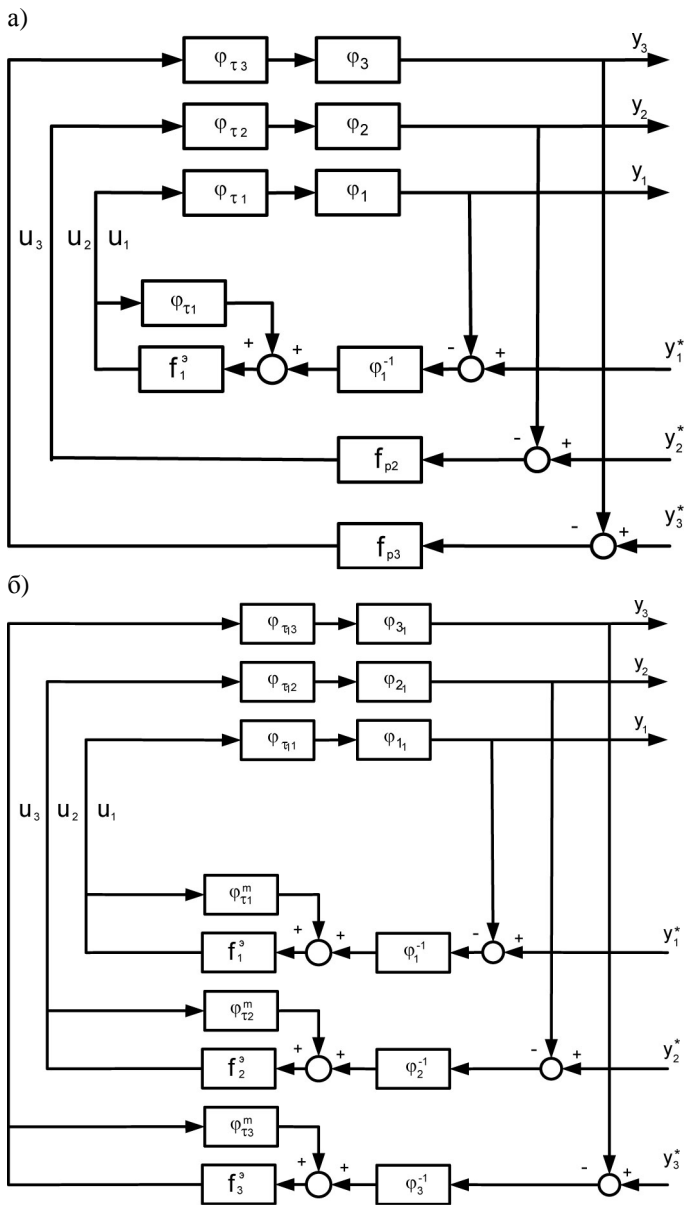 а)
φτ3 φ3 y3
φτ2 φ2 y2
φτ1 φ1 y1
u3 u2 u1
φτ1
+ + - +
f1э φ1-1 y1*
- +
fp2 y2*
- +
fp3 y3*
б)
φτ13 φ31 y3
φτ12 φ21 y2
φτ11 φ11 y1
u3 u2 u1
φτ1m
+ + - +
f1э φ1-1 y1*
φτ2m
+ + - +
f2э φ2-1 y2*
φτ3m
+ + - +
f3э φ3-1 y3*